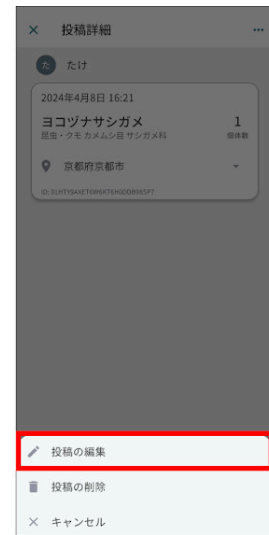 × 投稿詳細 …
た たけ
2024年4月8日 16:21
ヨコヅナサシガメ 1
昆虫・クモ カメムシ目 サシガメ科 個体数
京都府京都市
投稿の編集
投稿の削除
× キャンセル